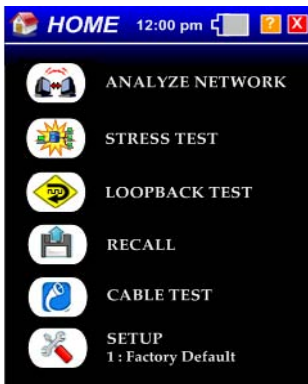 HOME 12:00 pm ? X
ANALYZE NETWORK
STRESS TEST
LOOPBACK TEST
RECALL
CABLE TEST
SETUP
1 : Factory Default